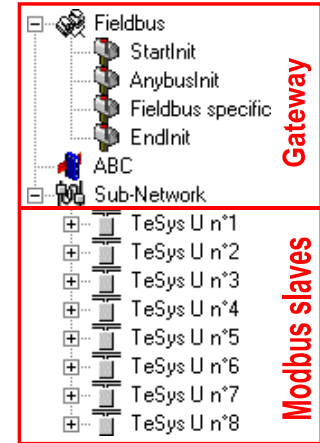 Fieldbus
StartInit
AnybusInit
Fieldbus specific
EndInit
ABC
Sub-Network
Gateway
TeSys U n°1
TeSys U n°2
TeSys U n°3
TeSys U n°4
TeSys U n°5
TeSys U n°6
TeSys U n°7
TeSys U n°8
Modbus slaves